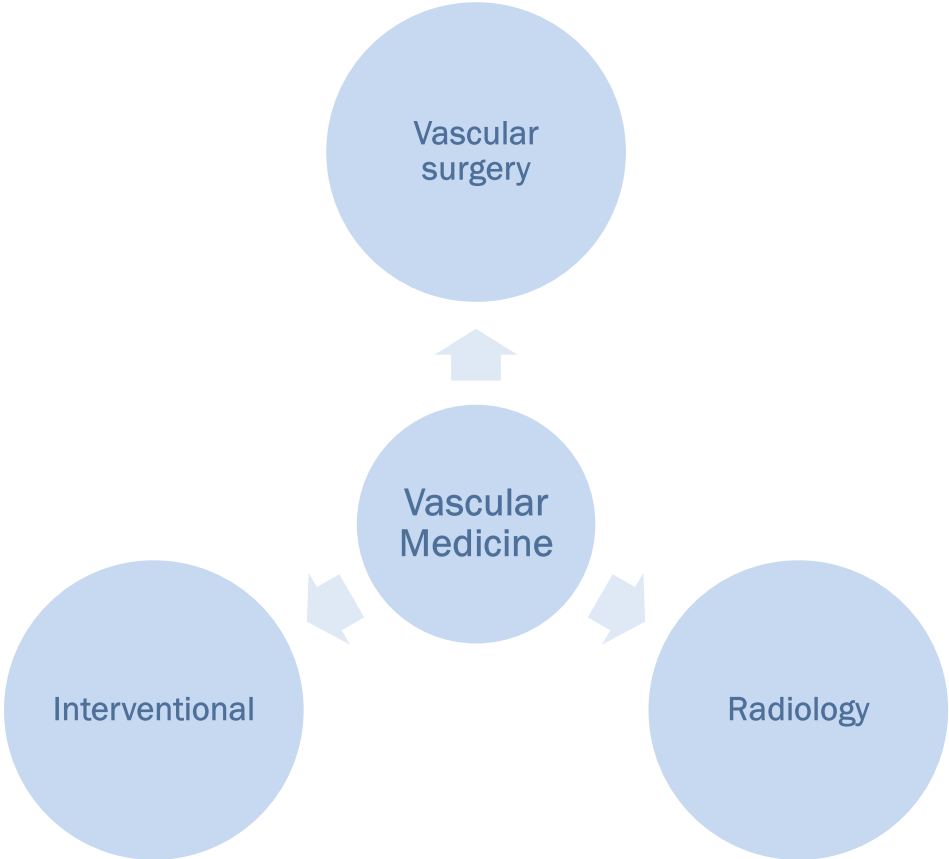 Vascular
surgery
Vascular
Medicine
Interventional
Radiology